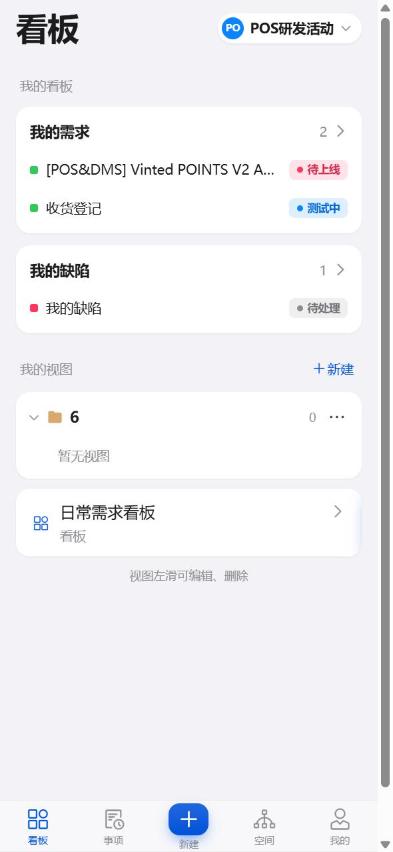 看板
PO POS研发活动
我的看板
我的需求 2
[POS&DMS] Vinted POINTS V2 A... 待上线
收货登记 测试中
我的缺陷 1
我的缺陷 待处理
我的视图 新建
6 0 ...
暂无视图
日常需求看板
看板
视图左滑可编辑、删除
看板 事项 新建 空间 我的